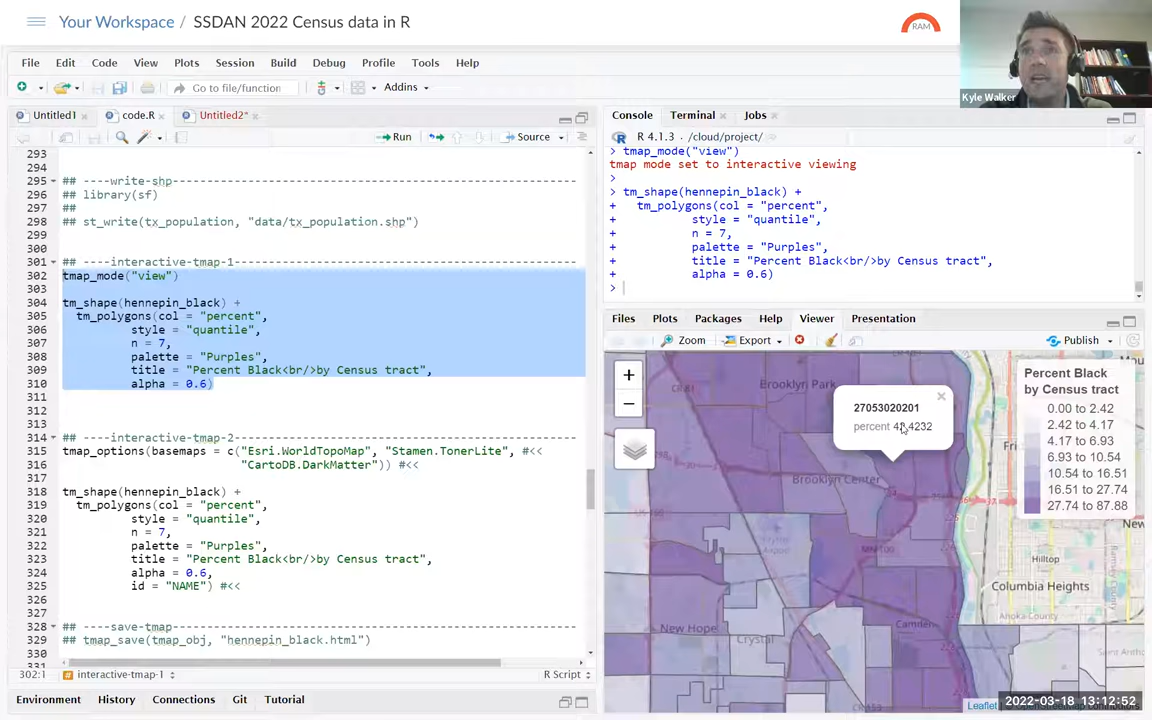 Your Workspace / SSDAN 2022 Census data in R
RAM
Kyle Walker
File Edit Code View Plots Session Build Debug Profile Tools Help
Go to file/function
Addins
Untitled1
code.R
Untitled2*
Run
Source
293
294
295 ## ----write-shp----
296 ## library(sf)
297 ##
298 ## st_write(tx_population, "data/tx_population.shp")
299
300
301 ## ----interactive-tmap-1----
302 tmap_mode("view")
303
304 tm_shape(hennepin_black) +
305 tm_polygons(col = "percent",
306 style = "quantile",
307 n = 7,
308 palette = "Purples",
309 title = "Percent Black<br/>by Census tract",
310 alpha = 0.6)
311
312
313
314 ## ----interactive-tmap-2----
315 tmap_options(basemaps = c("Esri.WorldTopoMap", "Stamen.TonerLite", #<<
316 "CartoDB.DarkMatter")) #<<
317
318 tm_shape(hennepin_black) +
319 tm_polygons(col = "percent",
320 style = "quantile",
321 n = 7,
322 palette = "Purples",
323 title = "Percent Black<br/>by Census tract",
324 alpha = 0.6,
325 id = "NAME") #<<
326
327
328 ## ----save-tmap----
329 ## tmap_save(tmap_obj, "hennepin_black.html")
330
331
302:1 interactive-tmap-1 R Script
Environment History Connections Git Tutorial
Console Terminal Jobs
R 4.1.3 · /cloud/project/
> tmap_mode("view")
tmap mode set to interactive viewing
>
> tm_shape(hennepin_black) +
+ tm_polygons(col = "percent",
+ style = "quantile",
+ n = 7,
+ palette = "Purples",
+ title = "Percent Black<br/>by Census tract",
+ alpha = 0.6)
>
Files Plots Packages Help Viewer Presentation
Zoom Export Publish
+
−
CR 81
Brooklyn Park
27053020201
percent
Brooklyn Center
MN 100
New Hope
Crystal
Camden
Hilltop
Columbia Heights
Percent Black
by Census tract
0.00 to 2.42
2.42 to 4.17
4.17 to 6.93
6.93 to 10.54
10.54 to 16.51
16.51 to 27.74
27.74 to 87.88
Leaflet
2022-03-18 13:12:52